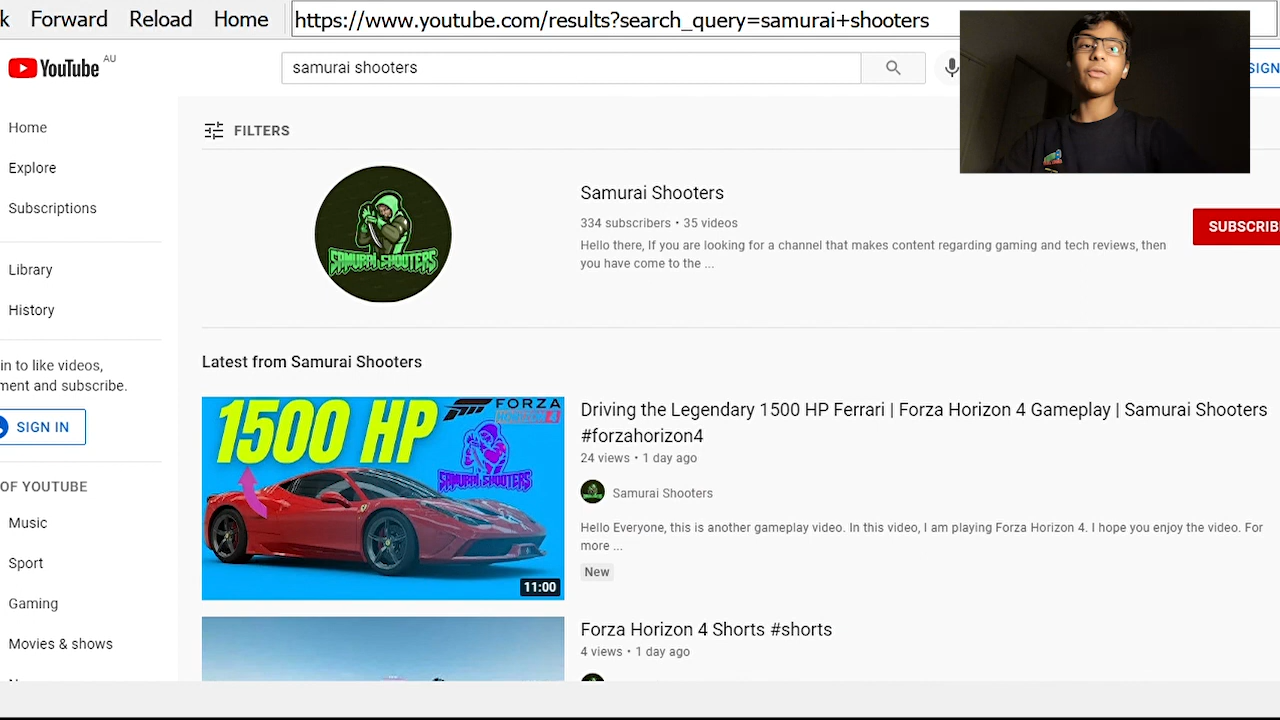 k Forward Reload Home https://www.youtube.com/results?search_query=samurai+shooters
YouTube AU
samurai shooters
SIGN
Home
Explore
Subscriptions
Library
History
in to like videos,
ment and subscribe.
SIGN IN
OF YOUTUBE
Music
Sport
Gaming
Movies & shows
FILTERS
SAMURAI SHOOTERS
Samurai Shooters
334 subscribers • 35 videos
Hello there, If you are looking for a channel that makes content regarding gaming and tech reviews, then
you have come to the ...
SUBSCRIB
Latest from Samurai Shooters
1500 HP
FORZA
HORIZON 4
SAMURAI SHOOTERS
11:00
Driving the Legendary 1500 HP Ferrari | Forza Horizon 4 Gameplay | Samurai Shooters
#forzahorizon4
24 views • 1 day ago
Samurai Shooters
Hello Everyone, this is another gameplay video. In this video, I am playing Forza Horizon 4. I hope you enjoy the video. For
more ...
New
Forza Horizon 4 Shorts #shorts
4 views • 1 day ago